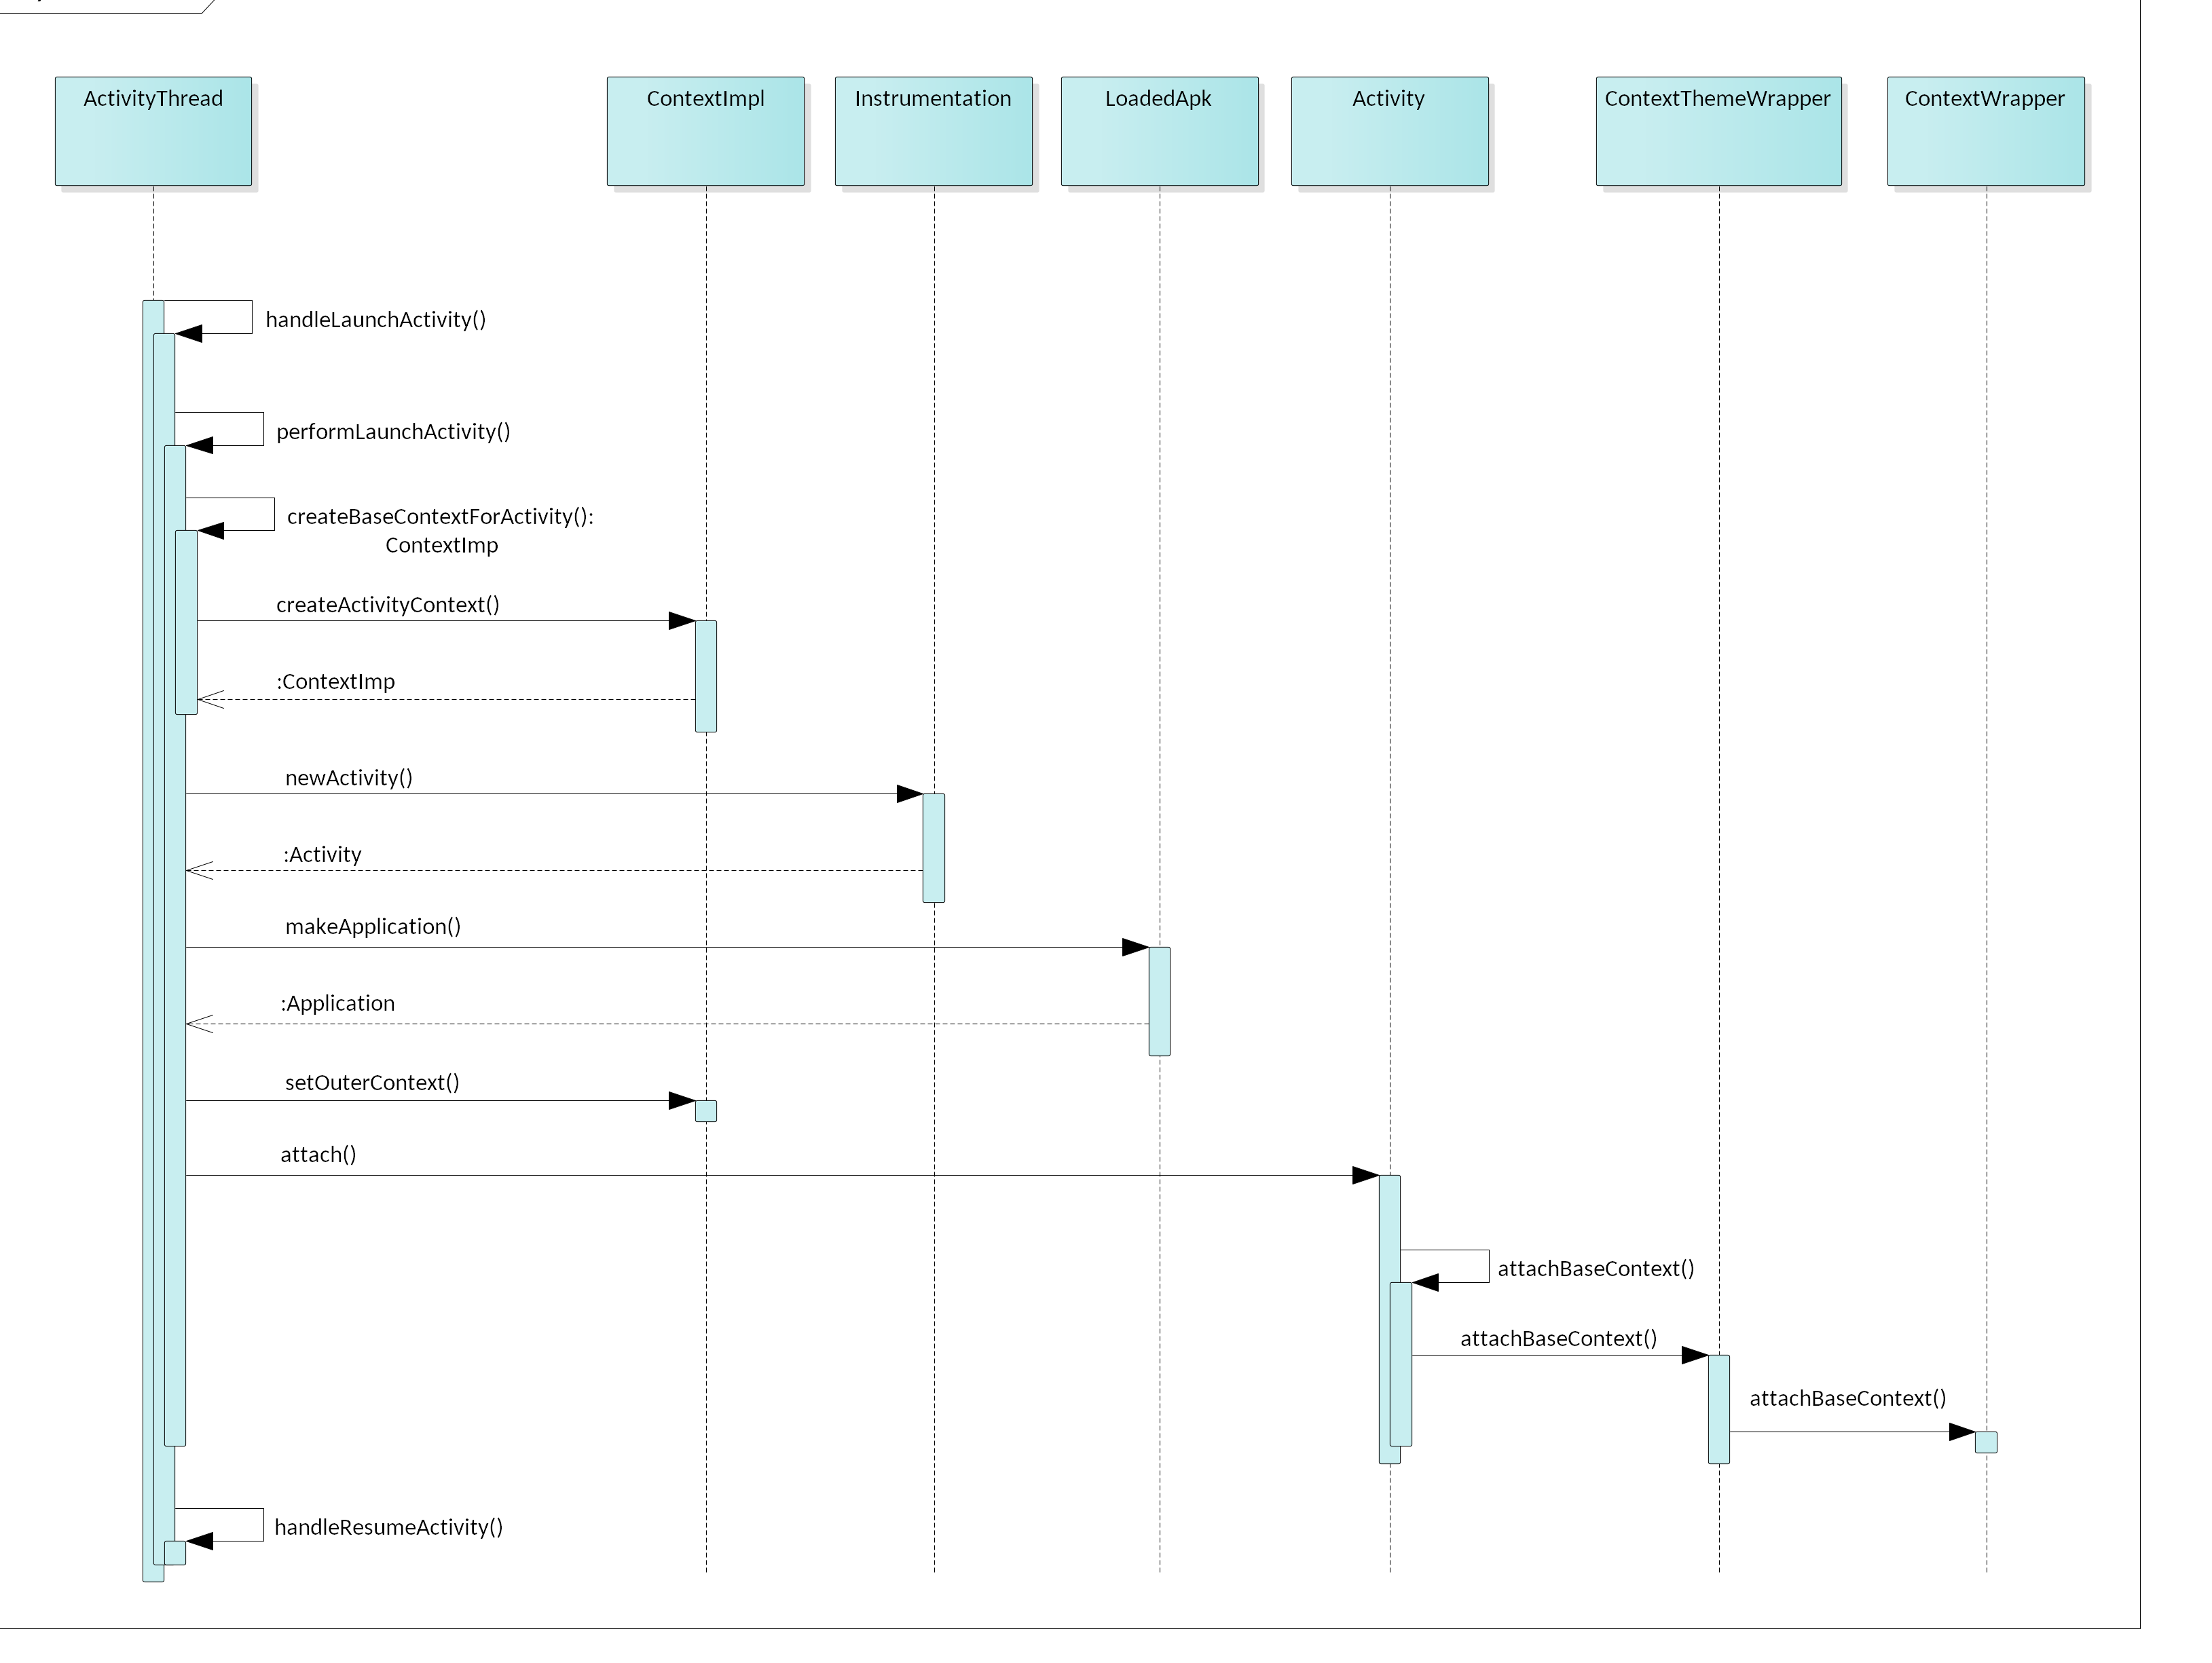 ActivityThread
ContextImpl
Instrumentation
LoadedApk
Activity
ContextThemeWrapper
ContextWrapper
handleLaunchActivity()
performLaunchActivity()
createBaseContextForActivity():
ContextImp
createActivityContext()
:ContextImp
newActivity()
:Activity
makeApplication()
:Application
setOuterContext()
attach()
attachBaseContext()
attachBaseContext()
attachBaseContext()
handleResumeActivity()